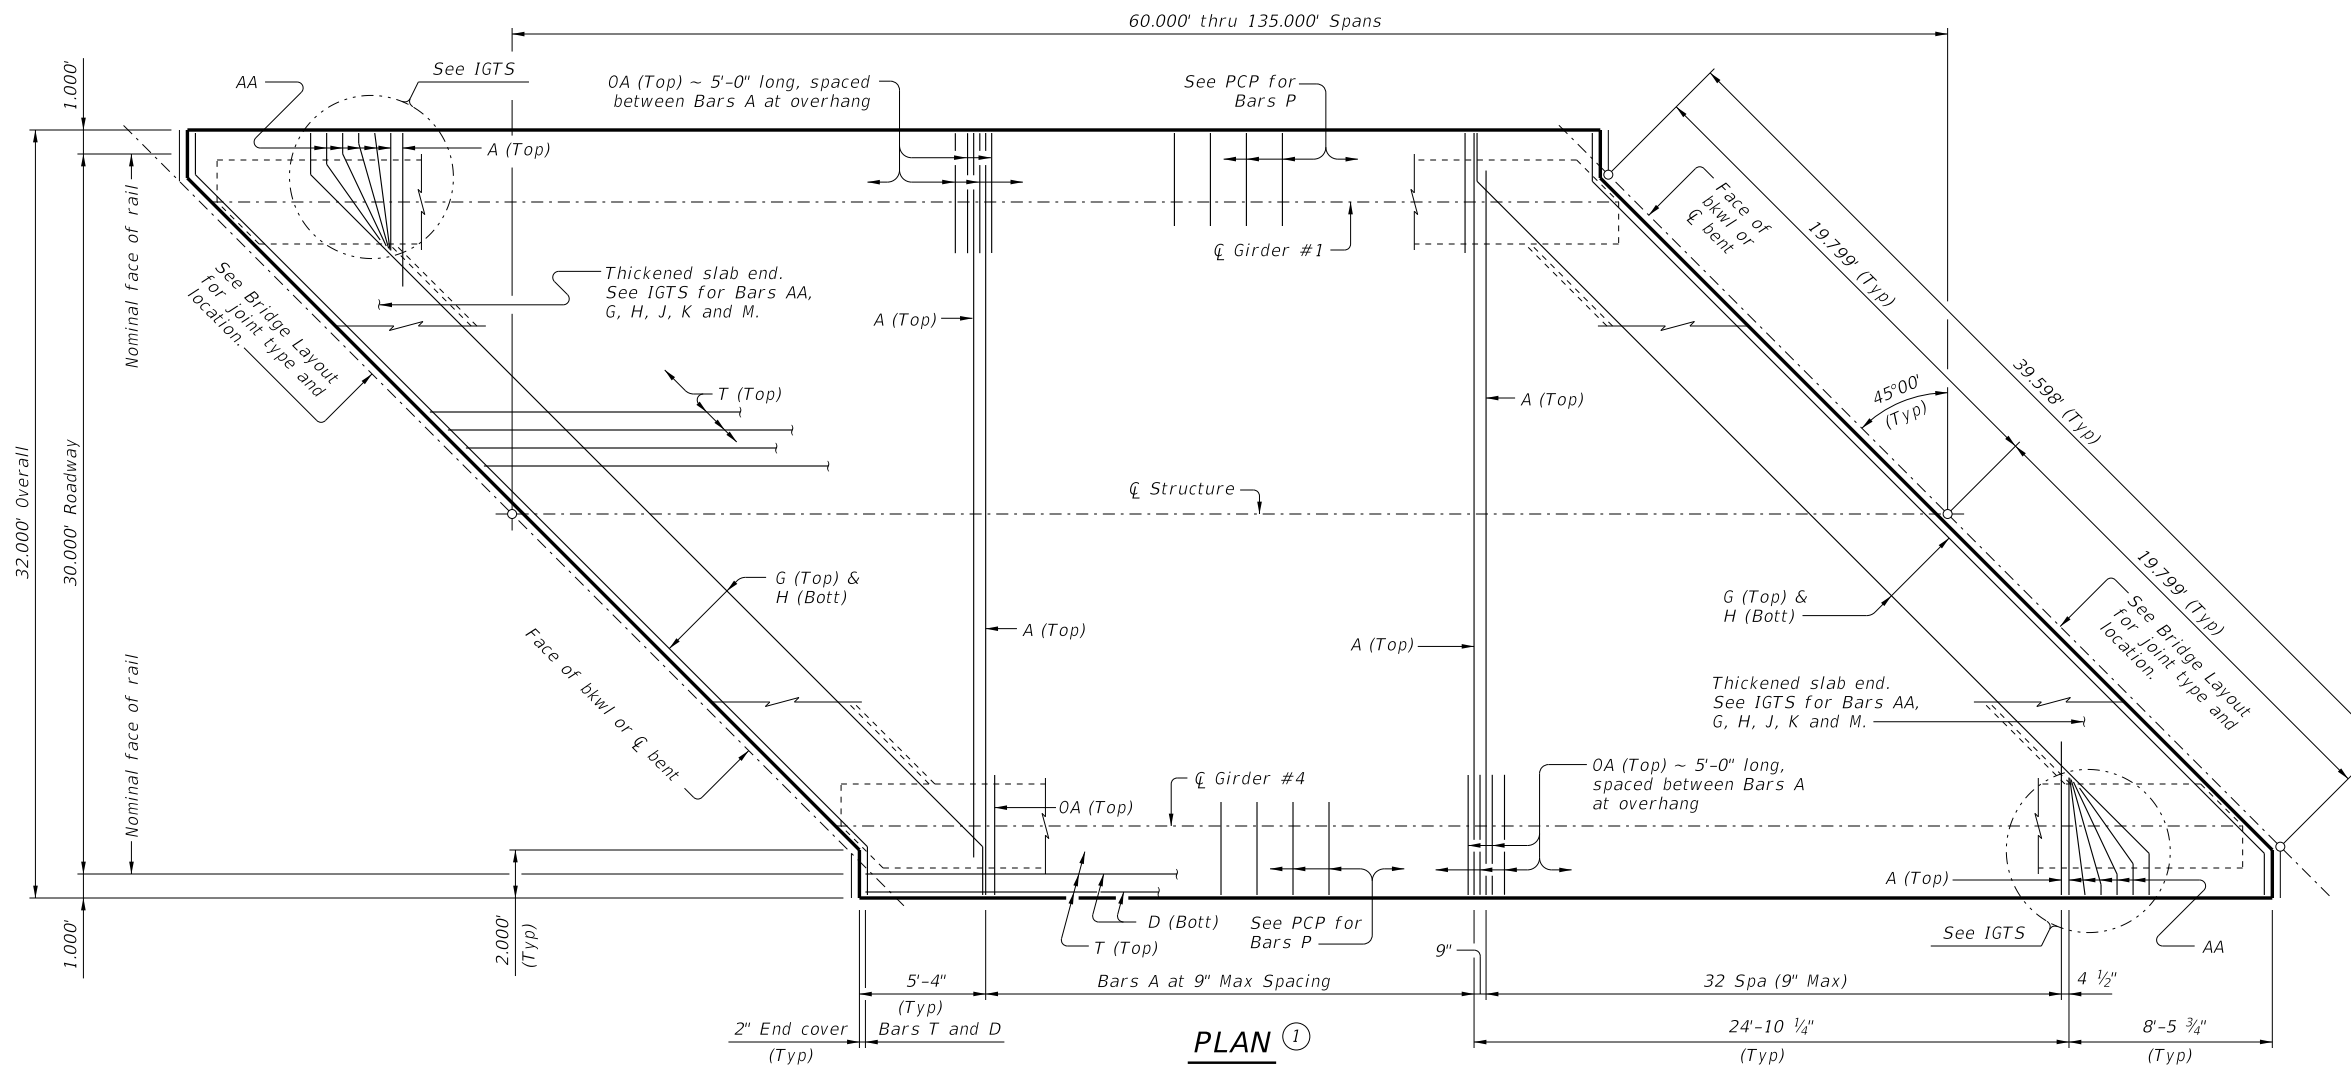 60.000' thru 135.000' Spans
1.000'
AA
See IGTS
0A (Top) ~ 5'-0" long, spaced
between Bars A at overhang
See PCP for
Bars P
A (Top)
Nominal face of rail
Face of
bkwl or
℄ bent
19.799' (Typ)
39.598' (Typ)
℄ Girder #1
Thickened slab end.
See IGTS for Bars AA,
G, H, J, K and M.
See Bridge Layout
for joint type and
location.
A (Top)
T (Top)
A (Top)
45°00'
(Typ)
32.000' Overall
30.000' Roadway
℄ Structure
G (Top) &
H (Bott)
G (Top) &
H (Bott)
19.799' (Typ)
See Bridge Layout
for joint type and
location.
A (Top)
A (Top)
Face of bkwl or ℄ bent
Nominal face of rail
Thickened slab end.
See IGTS for Bars AA,
G, H, J, K and M.
℄ Girder #4
0A (Top) ~ 5'-0" long,
spaced between Bars A
at overhang
0A (Top)
A (Top)
1.000'
2.000'
(Typ)
D (Bott)
T (Top)
See PCP for
Bars P
See IGTS
AA
9"
5'-4"
(Typ)
Bars A at 9" Max Spacing
32 Spa (9" Max)
4 ½"
2" End cover
(Typ)
Bars T and D
24'-10 ¼"
(Typ)
8'-5 ¾"
(Typ)
PLAN 1